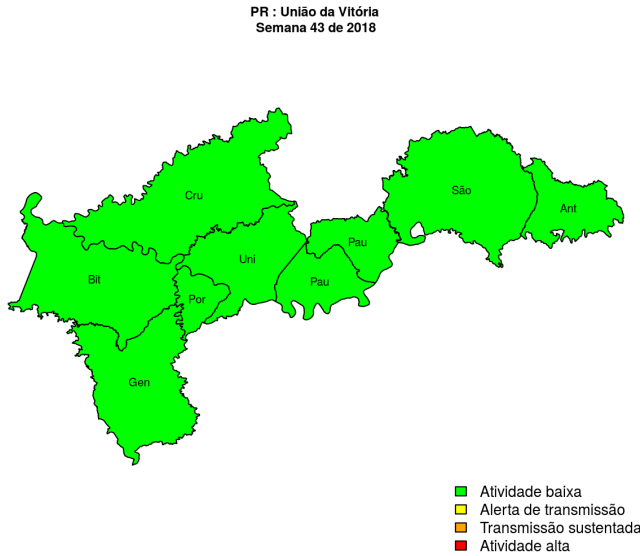 PR : União da Vitória
Semana 43 de 2018
Cru
São
Ant
Pau
Uni
Bit
Pau
Por
Gen
Atividade baixa
Alerta de transmissão
Transmissão sustentada
Atividade alta